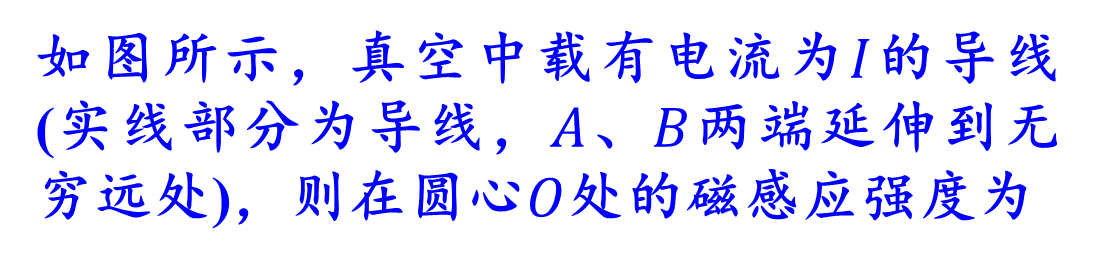 如图所示，真空中载有电流为I的导线
(实线部分为导线，A、B两端延伸到无
穷远处)，则在圆心O处的磁感应强度为